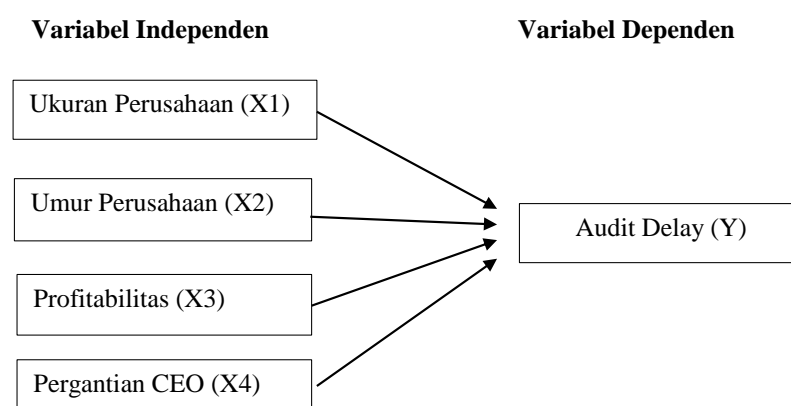 Variabel Independen
Variabel Dependen
Ukuran Perusahaan (X1)
Umur Perusahaan (X2)
Audit Delay (Y)
Profitabilitas (X3)
Pergantian CEO (X4)